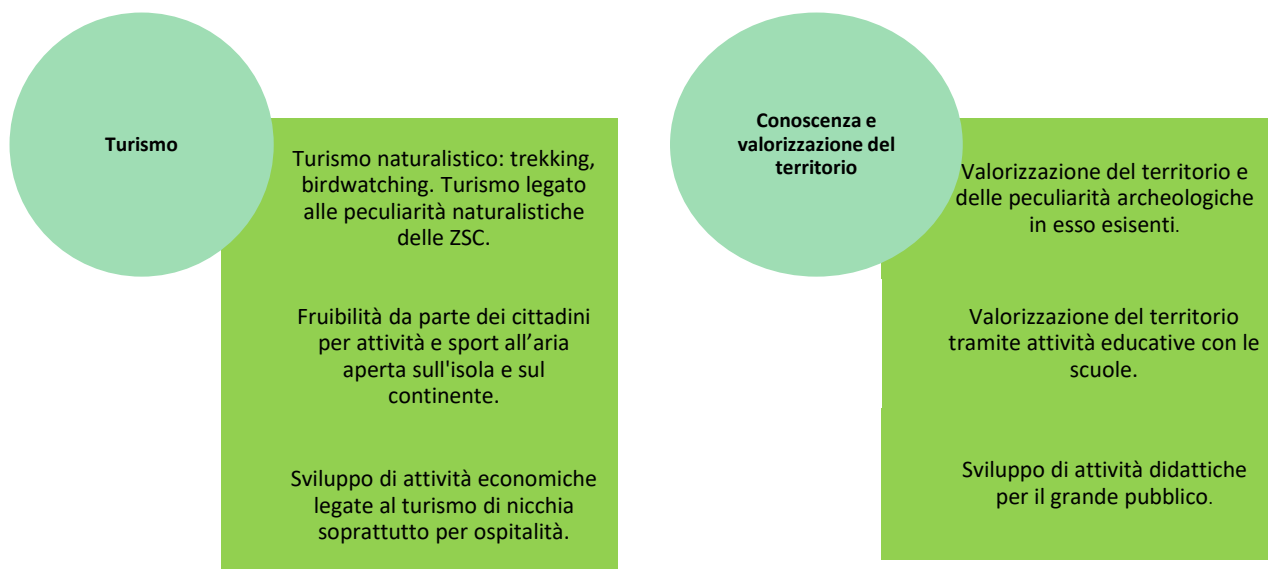 Turismo
Turismo naturalistico: trekking,
birdwatching. Turismo legato
alle peculiarità naturalistiche
delle ZSC.
Fruibilità da parte dei cittadini
per attività e sport all’aria
aperta sull'isola e sul
continente.
Sviluppo di attività economiche
legate al turismo di nicchia
soprattutto per ospitalità.
Conoscenza e
valorizzazione del
territorio
Valorizzazione del territorio e
delle peculiarità archeologiche
in esso esisenti.
Valorizzazione del territorio
tramite attività educative con le
scuole.
Sviluppo di attività didattiche
per il grande pubblico.